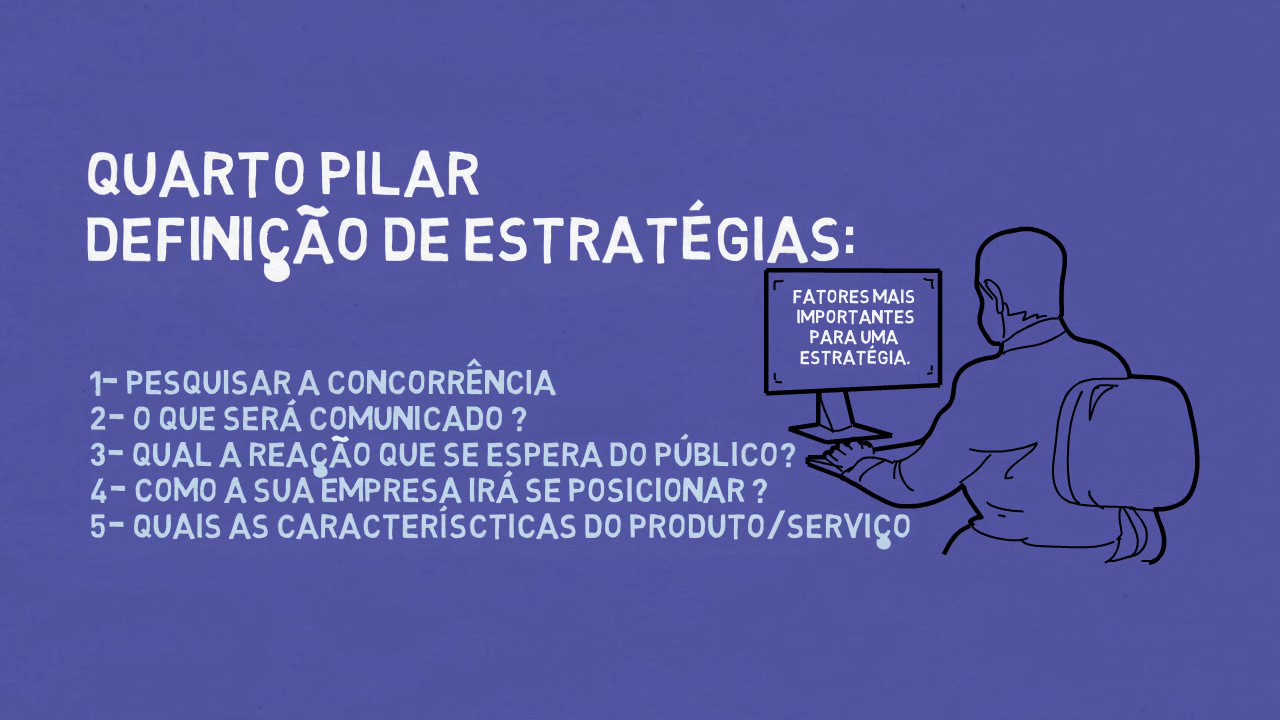 QUARTO PILAR
DEFINIÇÃO DE ESTRATÉGIAS:
FATORES MAIS
IMPORTANTES
PARA UMA
ESTRATÉGIA.
1- PESQUISAR A CONCORRÊNCIA
2- O QUE SERÁ COMUNICADO ?
3- QUAL A REAÇÃO QUE SE ESPERA DO PÚBLICO?
4- COMO A SUA EMPRESA IRÁ SE POSICIONAR ?
5- QUAIS AS CARACTERÍSCTICAS DO PRODUTO/SERVIÇO